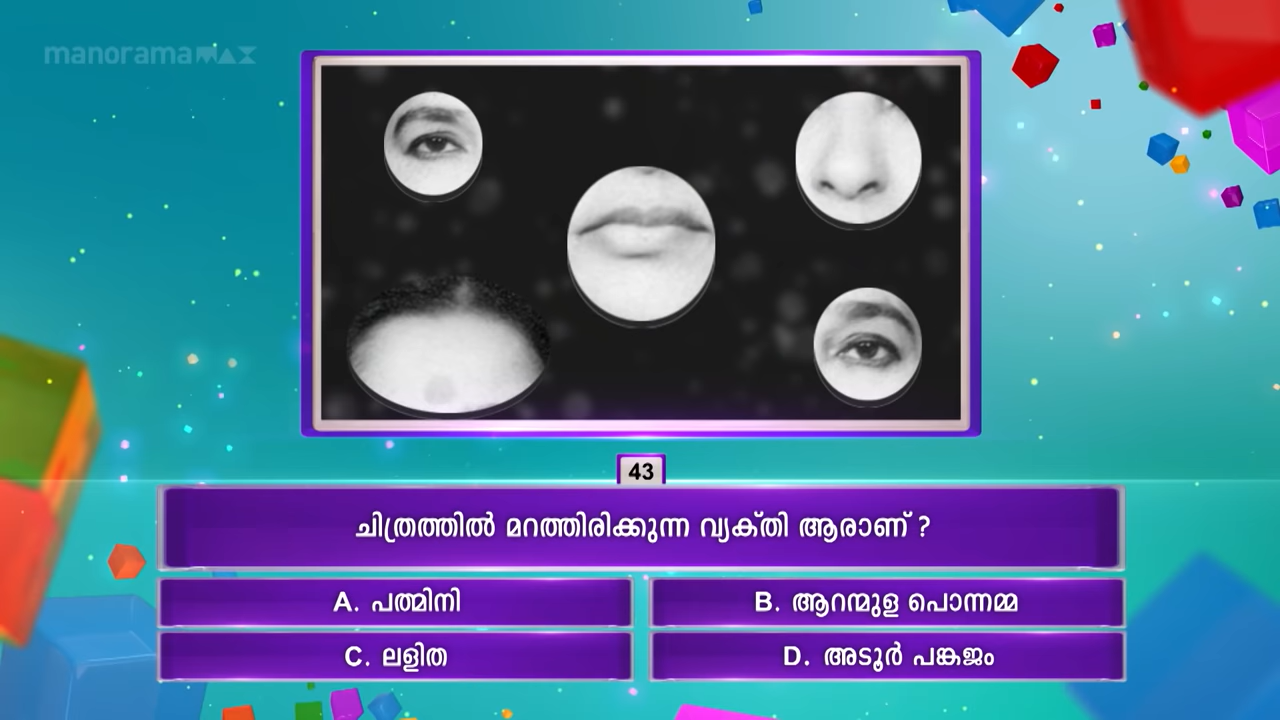 manoramaMAX
43
ചിത്രത്തിൽ മറഞ്ഞിരിക്കുന്ന വ്യക്തി ആരാണ് ?
A. പത്മിനി
B. ആറന്മുള പൊന്നമ്മ
C. ലളിത
D. അടൂർ പങ്കജം